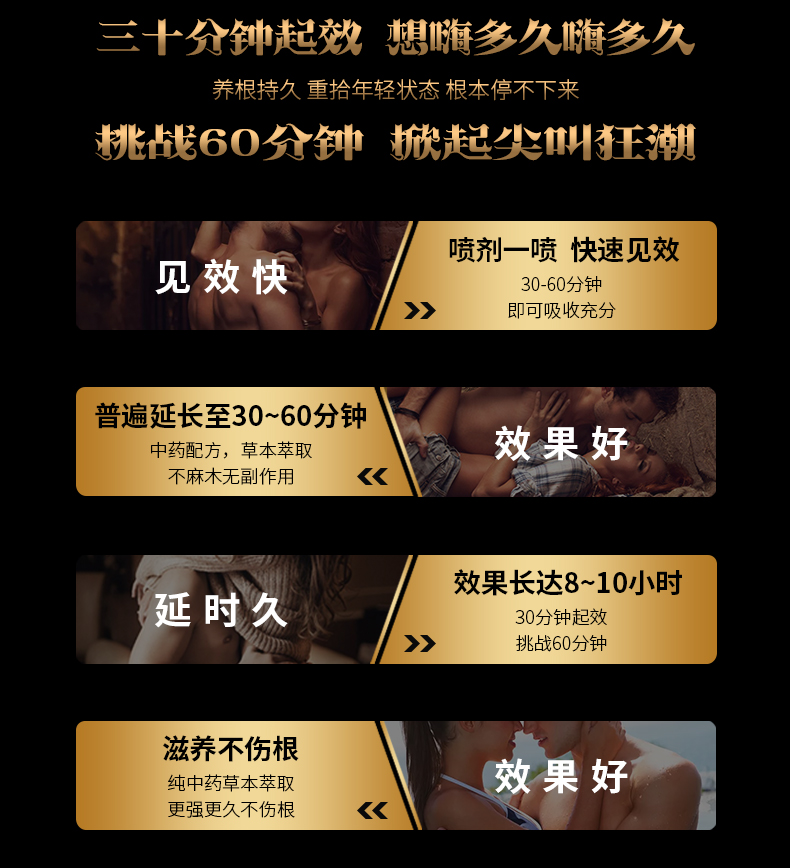 三十分钟起效 想嗨多久嗨多久
养根持久 重拾年轻状态 根本停不下来
挑战60分钟 掀起尖叫狂潮
见效快
喷剂一喷 快速见效
30-60分钟
即可吸收充分
普遍延长至30~60分钟
中药配方，草本萃取
不麻木无副作用
效果好
延时久
效果长达8~10小时
30分钟起效
挑战60分钟
滋养不伤根
纯中药草本萃取
更强更久不伤根
效果好